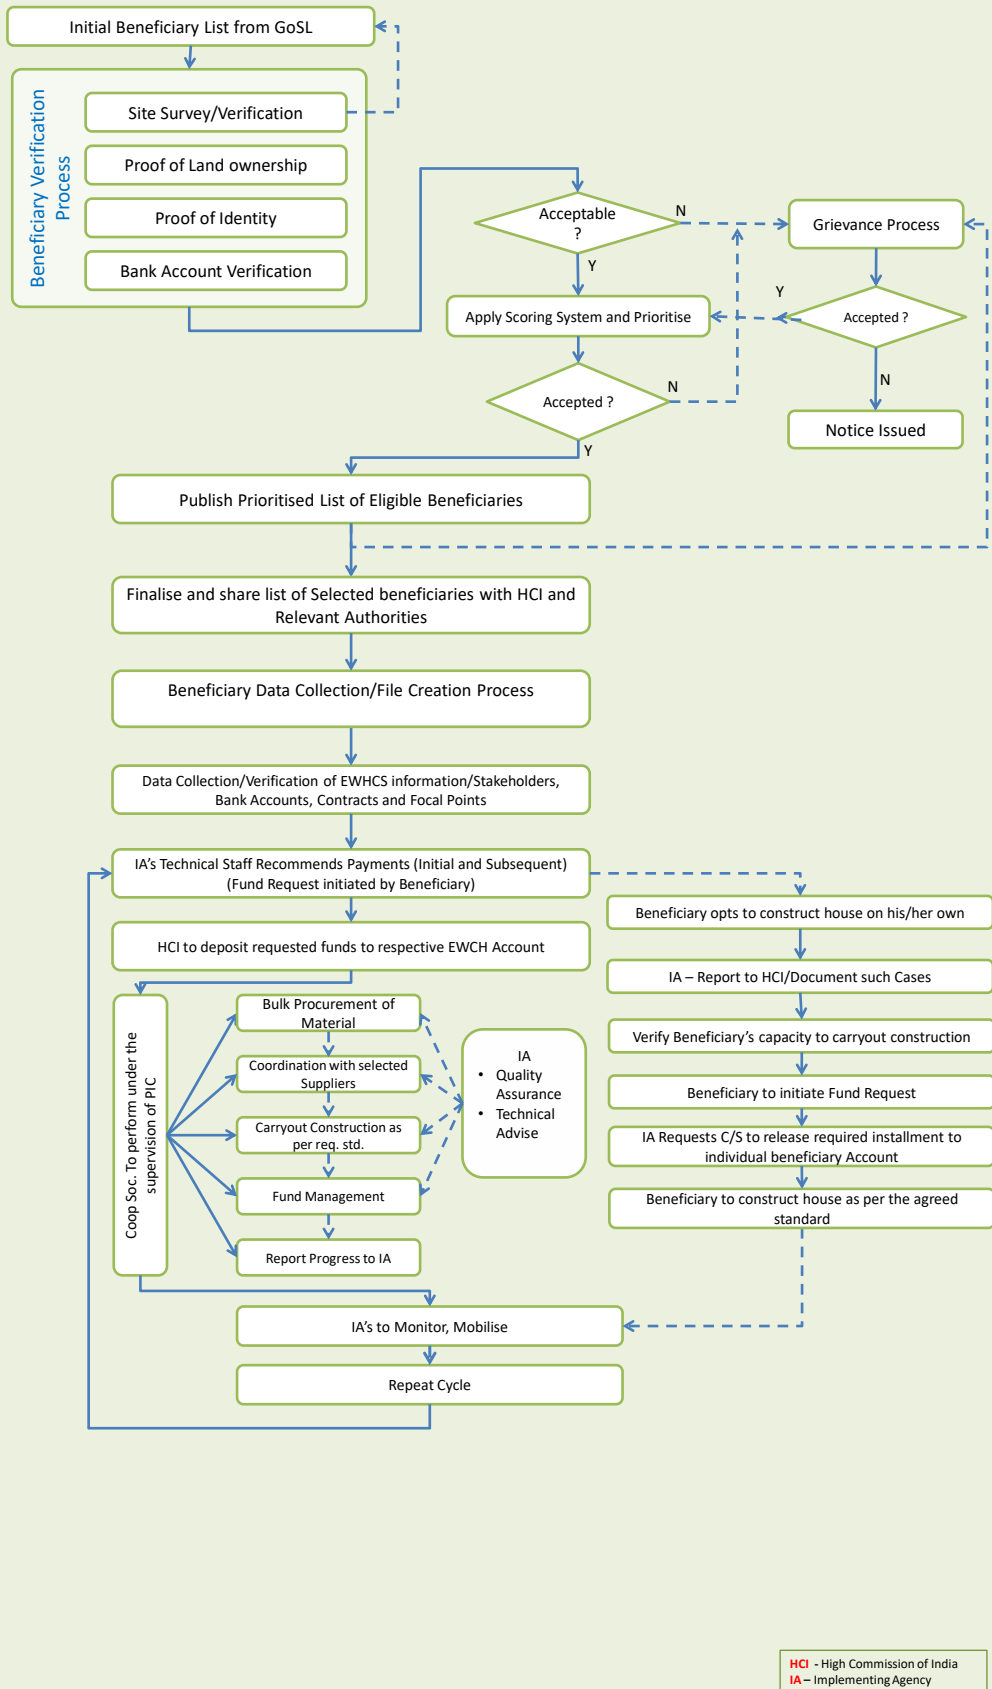 Initial Beneficiary List from GoSL
Beneficiary Verification
Process
Site Survey/Verification
Proof of Land ownership
Proof of Identity
Bank Account Verification
Acceptable
?
N
Y
Grievance Process
Apply Scoring System and Prioritise
Y
Accepted ?
N
Accepted ?
N
Y
Notice Issued
Publish Prioritised List of Eligible Beneficiaries
Finalise and share list of Selected beneficiaries with HCI and
Relevant Authorities
Beneficiary Data Collection/File Creation Process
Data Collection/Verification of EWHCS information/Stakeholders,
Bank Accounts, Contracts and Focal Points
IA's Technical Staff Recommends Payments (Initial and Subsequent)
(Fund Request initiated by Beneficiary)
HCI to deposit requested funds to respective EWCH Account
Coop Soc. To perform under the
supervision of PIC
Bulk Procurement of
Material
Coordination with selected
Suppliers
Carryout Construction as
per req. std.
Fund Management
Report Progress to IA
IA
• Quality
Assurance
• Technical
Advise
Beneficiary opts to construct house on his/her own
IA – Report to HCI/Document such Cases
Verify Beneficiary's capacity to carryout construction
Beneficiary to initiate Fund Request
IA Requests C/S to release required installment to
individual beneficiary Account
Beneficiary to construct house as per the agreed
standard
IA's to Monitor, Mobilise
Repeat Cycle
HCI - High Commission of India
IA – Implementing Agency